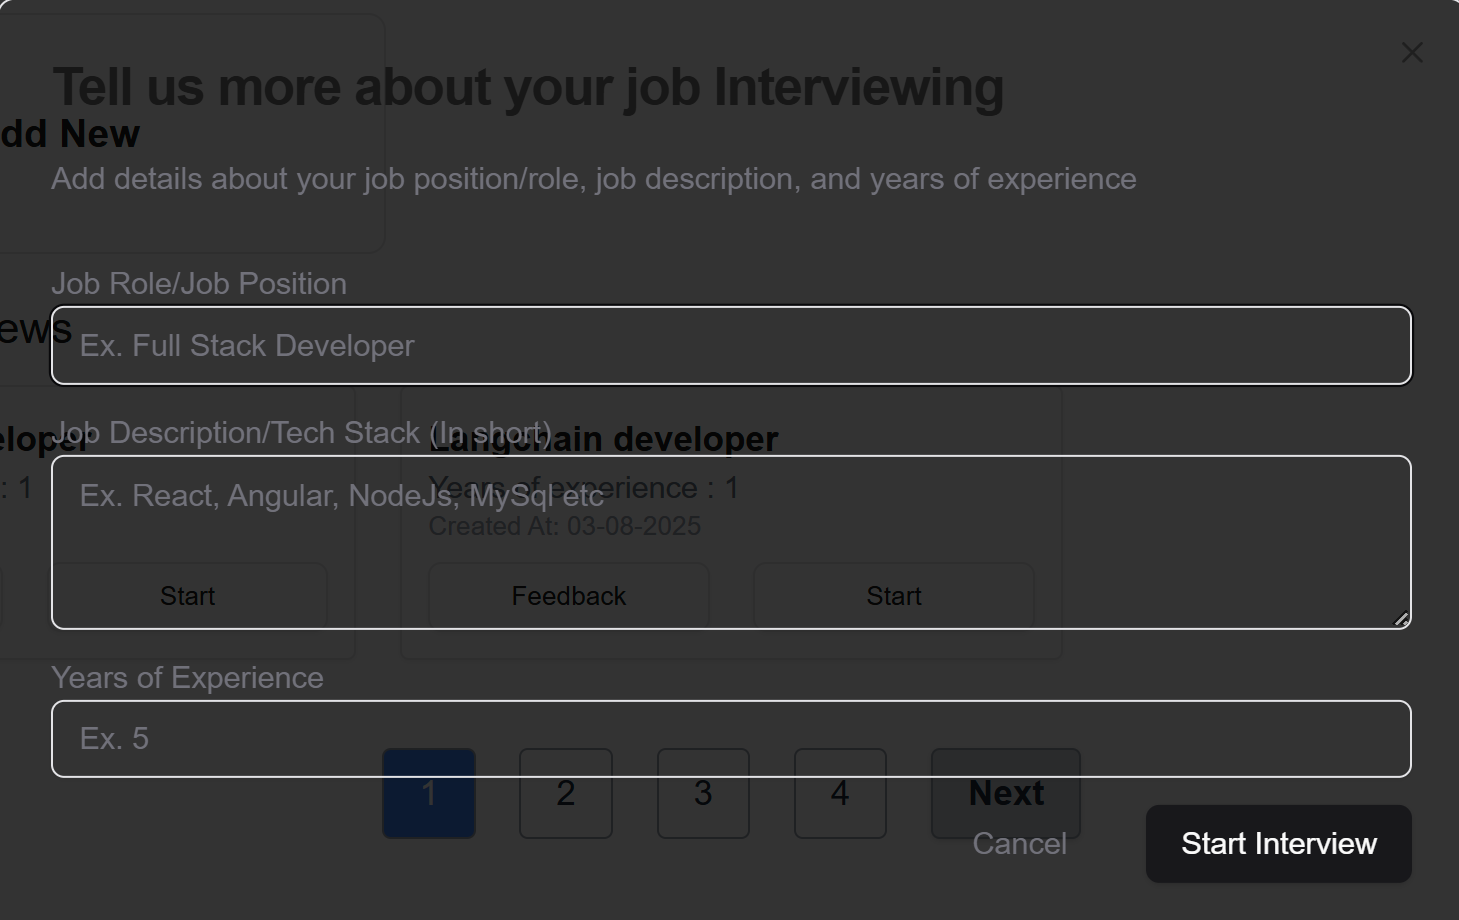 Tell us more about your job Interviewing
dd New
Add details about your job position/role, job description, and years of experience
Job Role/Job Position
ews
Ex. Full Stack Developer
Job Description/Tech Stack (In short)
eloper
Langchain developer
: 1
Years of experience : 1
Ex. React, Angular, NodeJs, MySql etc
Created At: 03-08-2025
Start
Feedback
Start
Years of Experience
Ex. 5
1
2
3
4
Next
Cancel
Start Interview